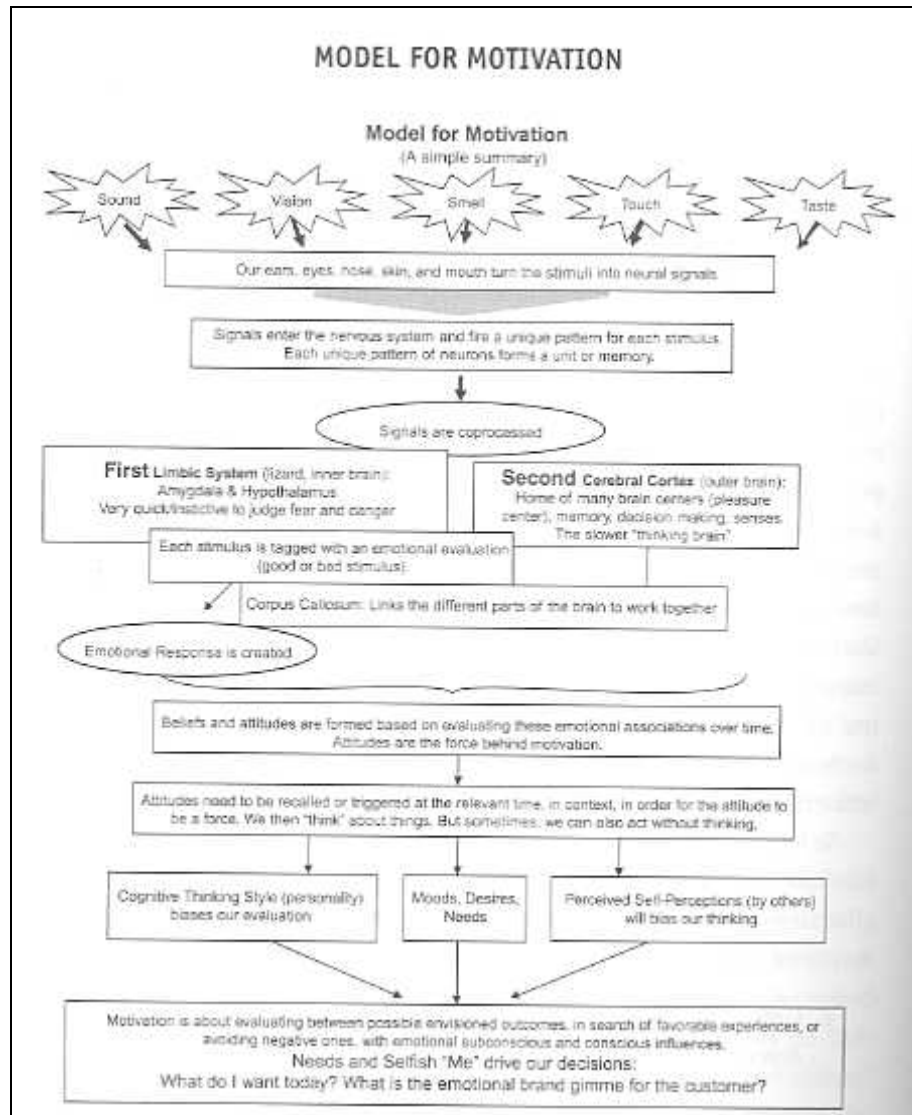 MODEL FOR MOTIVATION
Model for Motivation
(A simple summary)
Sound
Vision
Smell
Touch
Taste
Our ears, eyes, nose, skin, and mouth turn the stimuli into neural signals
Signals enter the nervous system and fire a unique pattern for each stimulus.
Each unique pattern of neurons forms a unit or memory.
Signals are coprocessed
First Limbic System (lizard, inner brain):
Amygdala & Hypothalamus
Very quick/instictive to judge fear and danger
Second Cerebral Cortex (outer brain):
Home of many brain centers (pleasure
center), memory, decision making, senses
The slower "thinking brain"
Each stimulus is tagged with an emotional evaluation
(good or bad stimulus).
Corpus Callosum: Links the different parts of the brain to work together
Emotional Response is created
Beliefs and attitudes are formed based on evaluating these emotional associations over time.
Attitudes are the force behind motivation.
Attitudes need to be recalled or triggered at the relevant time, in context, in order for the attitude to
be a force. We then "think" about things. But sometimes, we can also act without thinking.
Cognitive Thinking Style (personality)
biases our evaluation
Moods, Desires,
Needs
Perceived Self-Perceptions (by others)
will bias our thinking
Motivation is about evaluating between possible envisioned outcomes, in search of favorable experiences, or
avoiding negative ones, with emotional subconscious and conscious influences.
Needs and Selfish "Me" drive our decisions:
What do I want today? What is the emotional brand gimme for the customer?